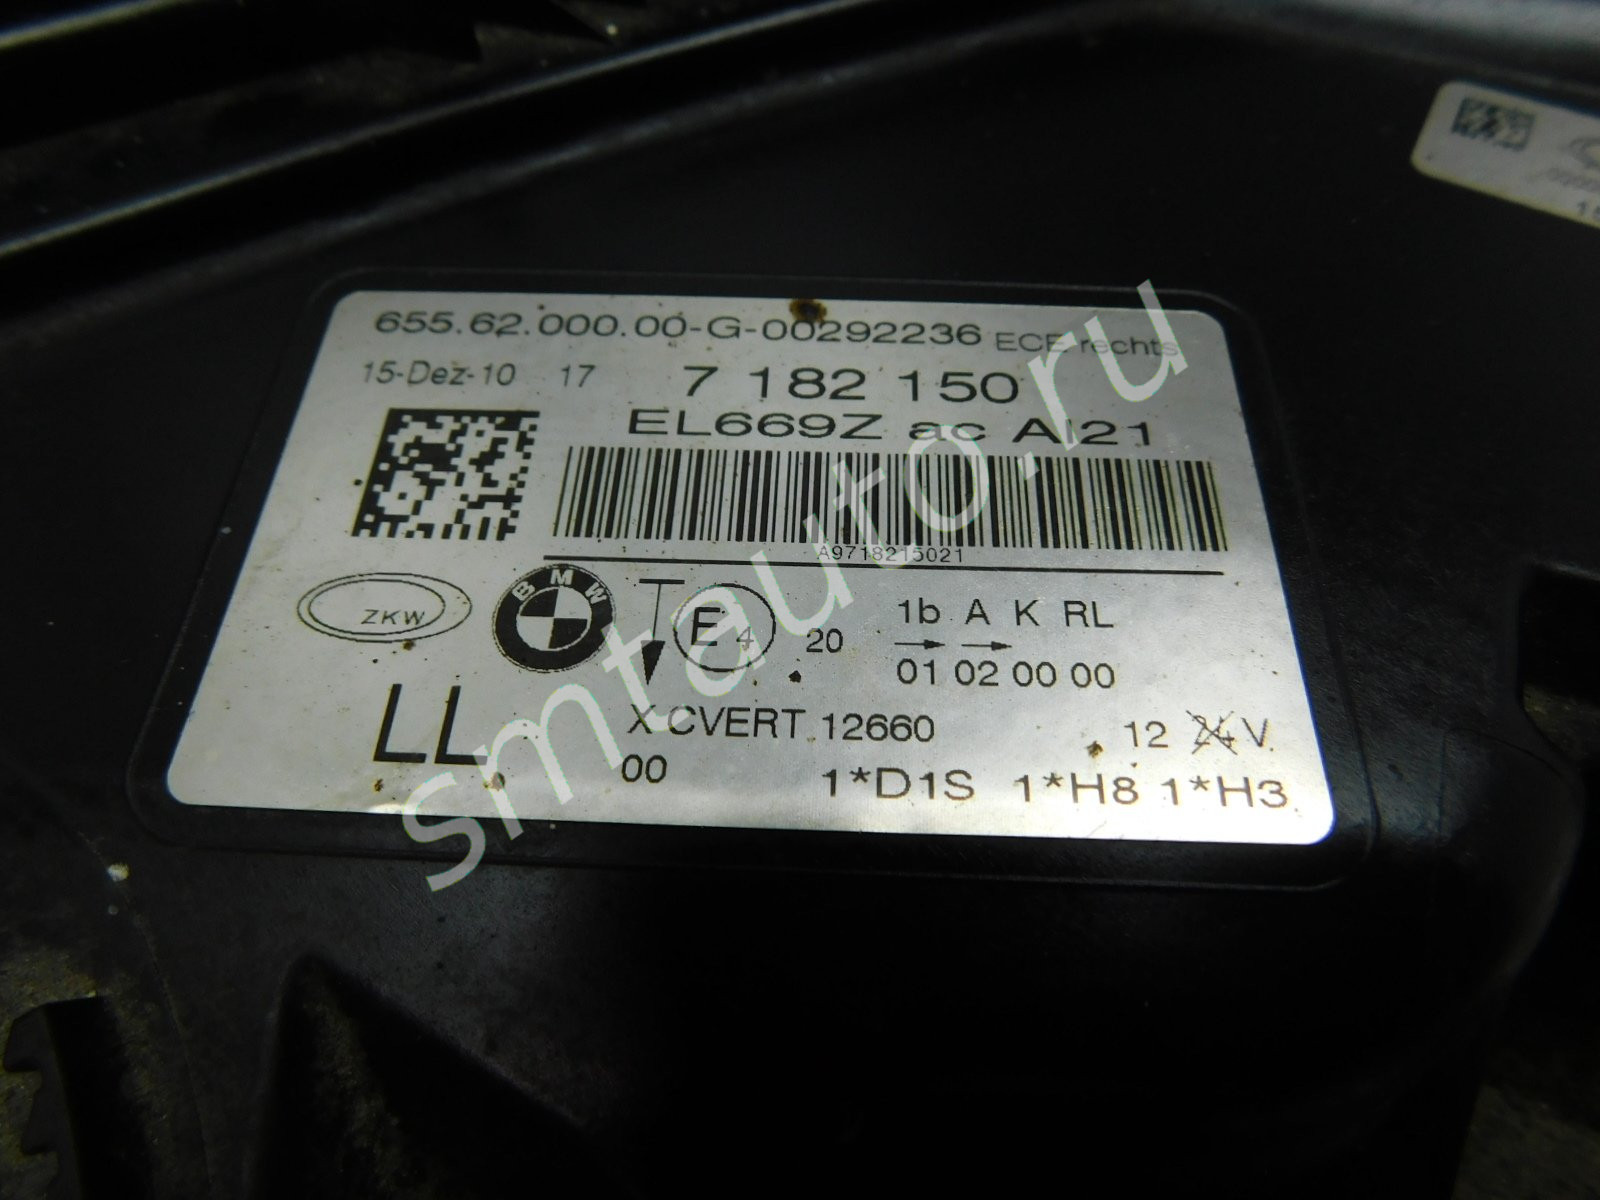 655.62.000.00-G-00292236 ECE rechts
15-Dez-10 17 7 182 150
EL669Z ac AI21
A9718215021
ZKW
BMW
E4
20
1b A K RL
01 02 00 00
LL
X CVERT 12660
00
12 24 V.
1*D1S 1*H8 1*H3
smtauto.ru